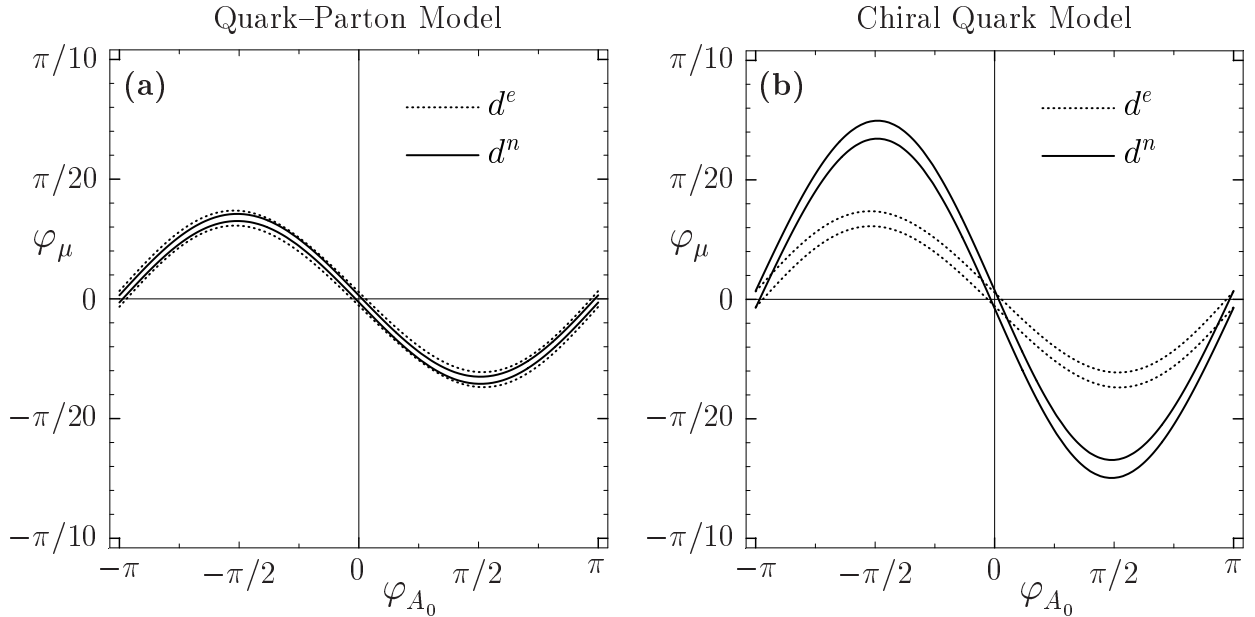 Quark–Parton Model
(a)
d^e
d^n
π/10
π/20
φ_μ
0
−π/20
−π/10
−π
−π/2
0
π/2
π
φ_{A_0}
Chiral Quark Model
(b)
d^e
d^n
π/10
π/20
φ_μ
0
−π/20
−π/10
−π
−π/2
0
π/2
π
φ_{A_0}